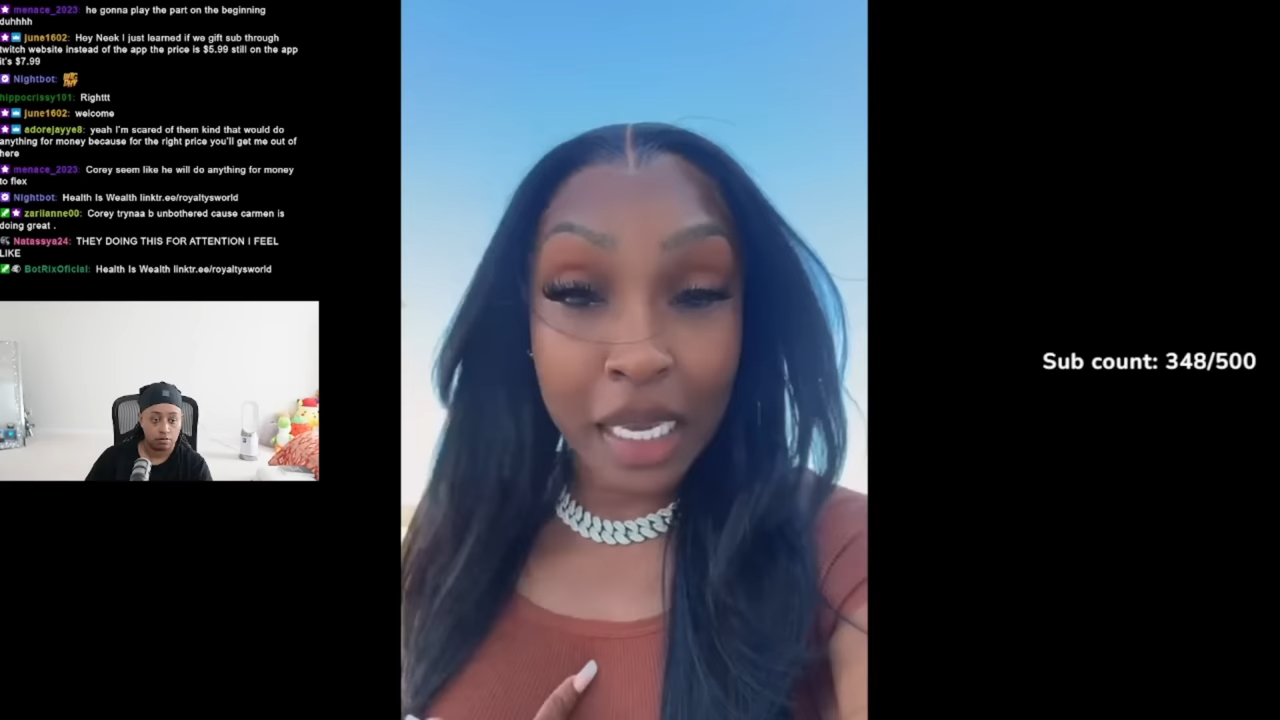 menace_2023: he gonna play the part on the beginning
duhhhh
june1602: Hey Neek I just learned if we gift sub through
twitch website instead of the app the price is $5.99 still on the app
it's $7.99
Nightbot:
hippocrissy101: Righttt
june1602: welcome
adorejayye8: yeah I'm scared of them kind that would do
anything for money because for the right price you'll get me out of
here
menace_2023: Corey seem like he will do anything for money
to flex
Nightbot: Health Is Wealth linktr.ee/royaltysworld
zarlianne00: Corey trynaa b unbothered cause carmen is
doing great .
Natassya24: THEY DOING THIS FOR ATTENTION I FEEL
LIKE
BotRixOficial: Health Is Wealth linktr.ee/royaltysworld
Sub count: 348/500